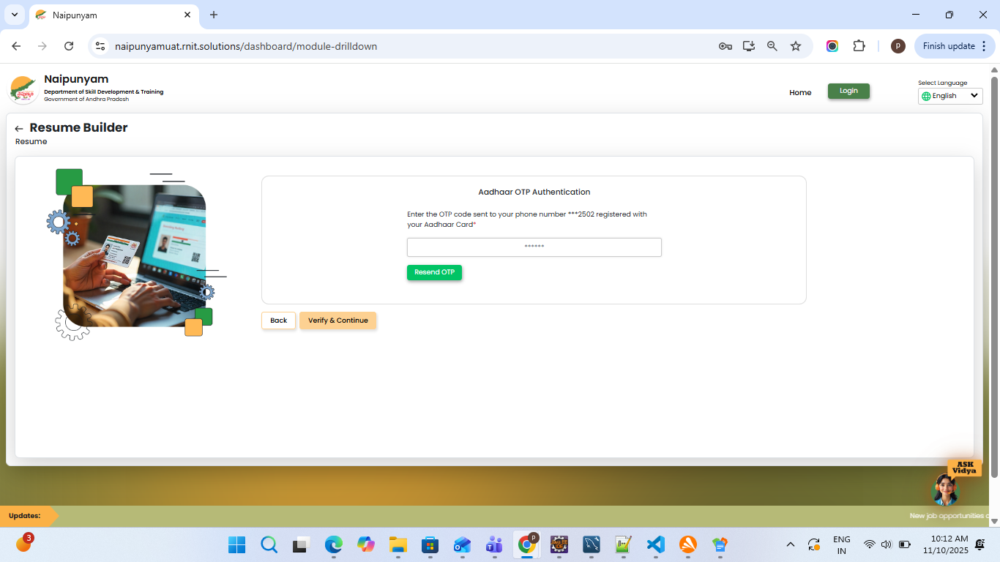 Naipunyam
naipunyamuat.rnit.solutions/dashboard/module-drilldown
P
Finish update
నైపుణ్యం
Naipunyam
Department of Skill Development & Training
Government of Andhra Pradesh
Home
Login
Select Language
English
Resume Builder
Resume
Aadhaar OTP Authentication
Enter the OTP code sent to your phone number ***2502 registered with
your Aadhaar Card*
******
Resend OTP
Back
Verify & Continue
ASK
Vidya
Updates:
New job opportunities
3
P
Java EE
IDE
ENG
IN
10:12 AM
11/10/2025